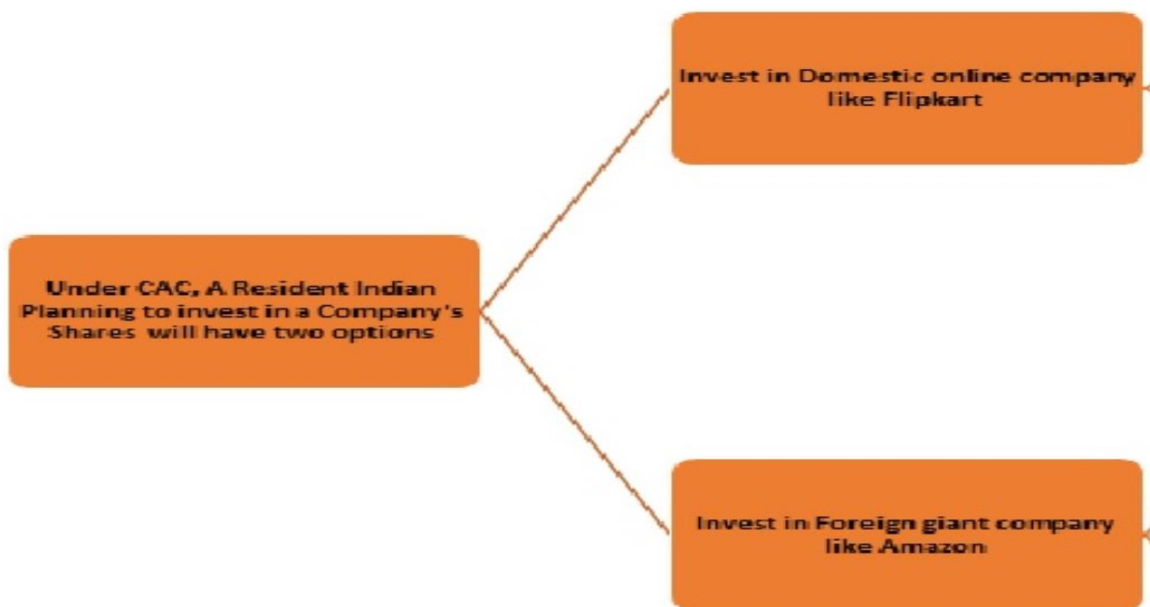 Invest in Domestic online company
like Flipkart
Under CAC, A Resident Indian
Planning to invest in a Company's
Shares will have two options
Invest in Foreign giant company
like Amazon